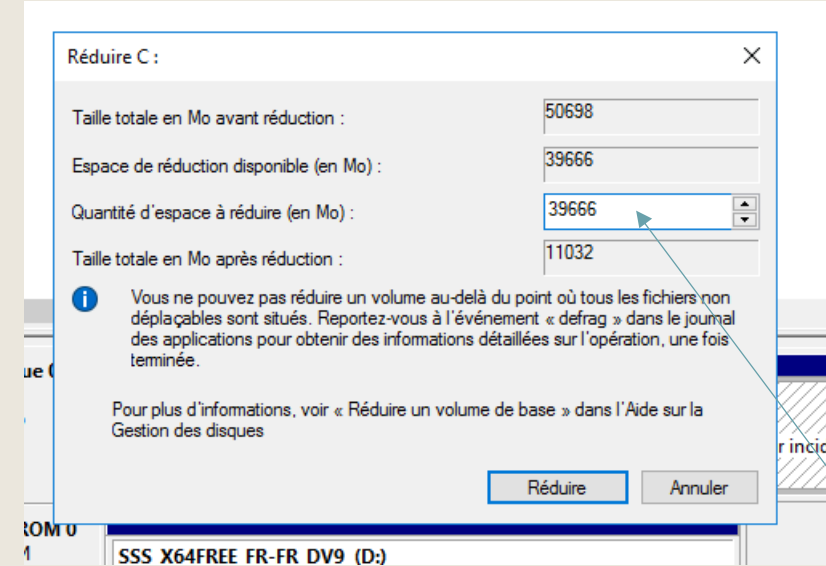 Réduire C :
Taille totale en Mo avant réduction :
50698
Espace de réduction disponible (en Mo) :
39666
Quantité d'espace à réduire (en Mo) :
39666
Taille totale en Mo après réduction :
11032
Vous ne pouvez pas réduire un volume au-delà du point où tous les fichiers non
déplaçables sont situés. Reportez-vous à l'événement « defrag » dans le journal
des applications pour obtenir des informations détaillées sur l'opération, une fois
terminée.
Pour plus d'informations, voir « Réduire un volume de base » dans l'Aide sur la
Gestion des disques
Réduire
Annuler
SSS_X64FREE_FR-FR_DV9 (D:)